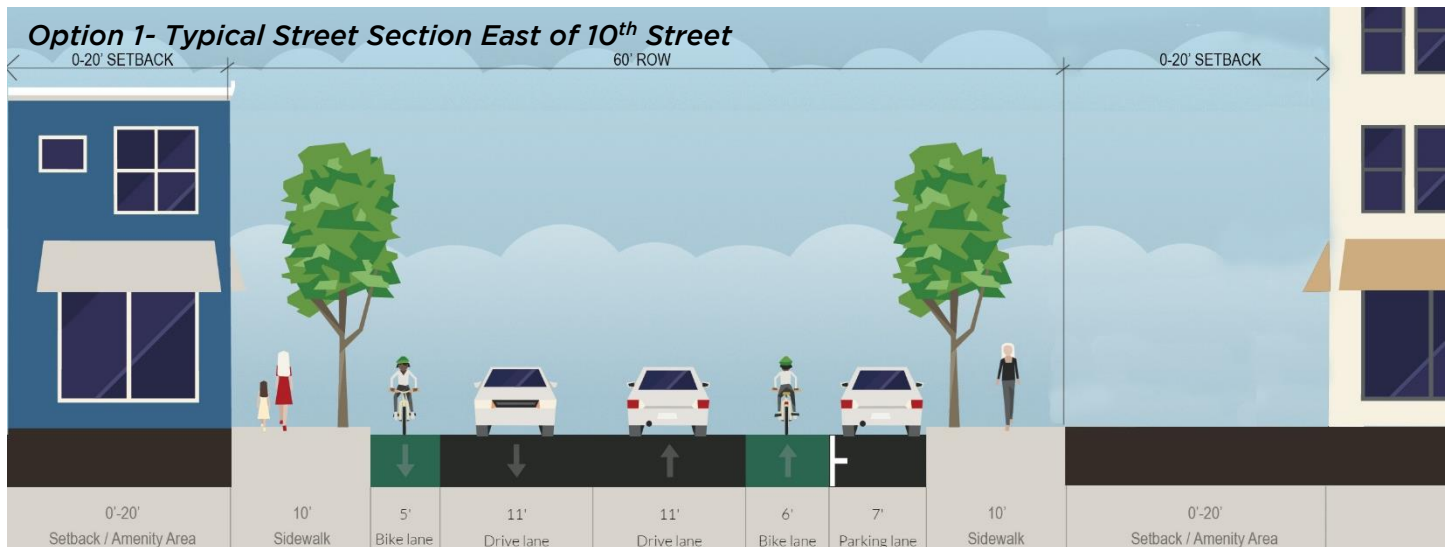 Option 1- Typical Street Section East of 10th Street
0-20' SETBACK
60' ROW
0-20' SETBACK
0'-20'
Setback / Amenity Area
10'
Sidewalk
5'
Bike lane
11'
Drive lane
11'
Drive lane
6'
Bike lane
7'
Parking lane
10'
Sidewalk
0'-20'
Setback / Amenity Area